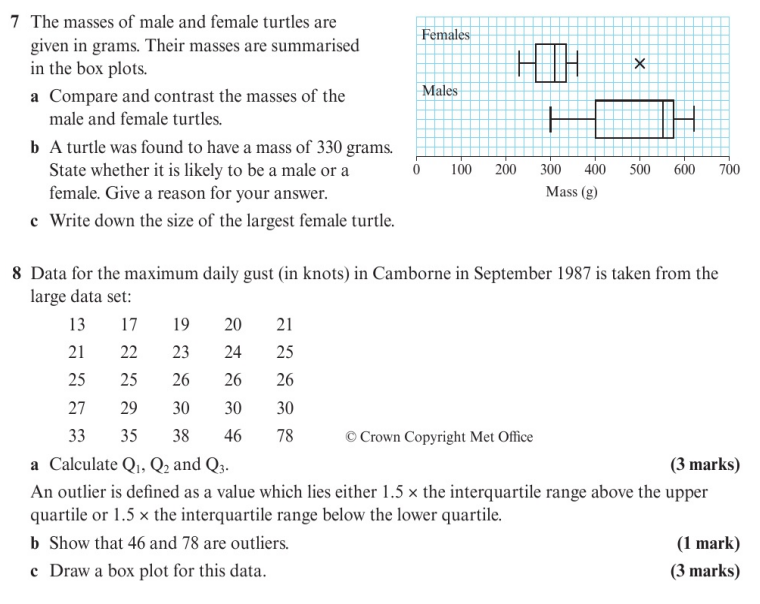 7 The masses of male and female turtles are
given in grams. Their masses are summarised
in the box plots.
a Compare and contrast the masses of the
male and female turtles.
b A turtle was found to have a mass of 330 grams.
State whether it is likely to be a male or a
female. Give a reason for your answer.
c Write down the size of the largest female turtle.
Females
Males
0 100 200 300 400 500 600 700
Mass (g)
8 Data for the maximum daily gust (in knots) in Camborne in September 1987 is taken from the
large data set:
13 17 19 20 21
21 22 23 24 25
25 25 26 26 26
27 29 30 30 30
33 35 38 46 78 © Crown Copyright Met Office
a Calculate Q₁, Q₂ and Q₃. (3 marks)
An outlier is defined as a value which lies either 1.5 × the interquartile range above the upper
quartile or 1.5 × the interquartile range below the lower quartile.
b Show that 46 and 78 are outliers. (1 mark)
c Draw a box plot for this data. (3 marks)